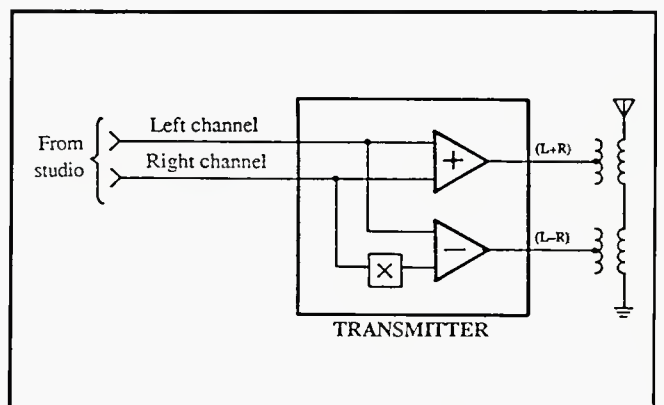 From
studio
Left channel
Right channel
+
(L+R)
−
(L−R)
×
TRANSMITTER